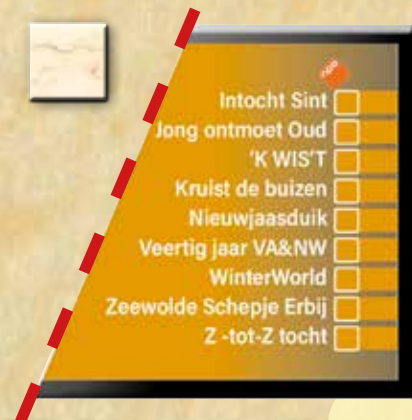 Intocht Sint
Jong ontmoet Oud
'K WIS'T
Kruist de buizen
Nieuwjaasduik
Veertig jaar VA&NW
WinterWorld
Zeewolde Schepje Erbij
Z -tot-Z tocht